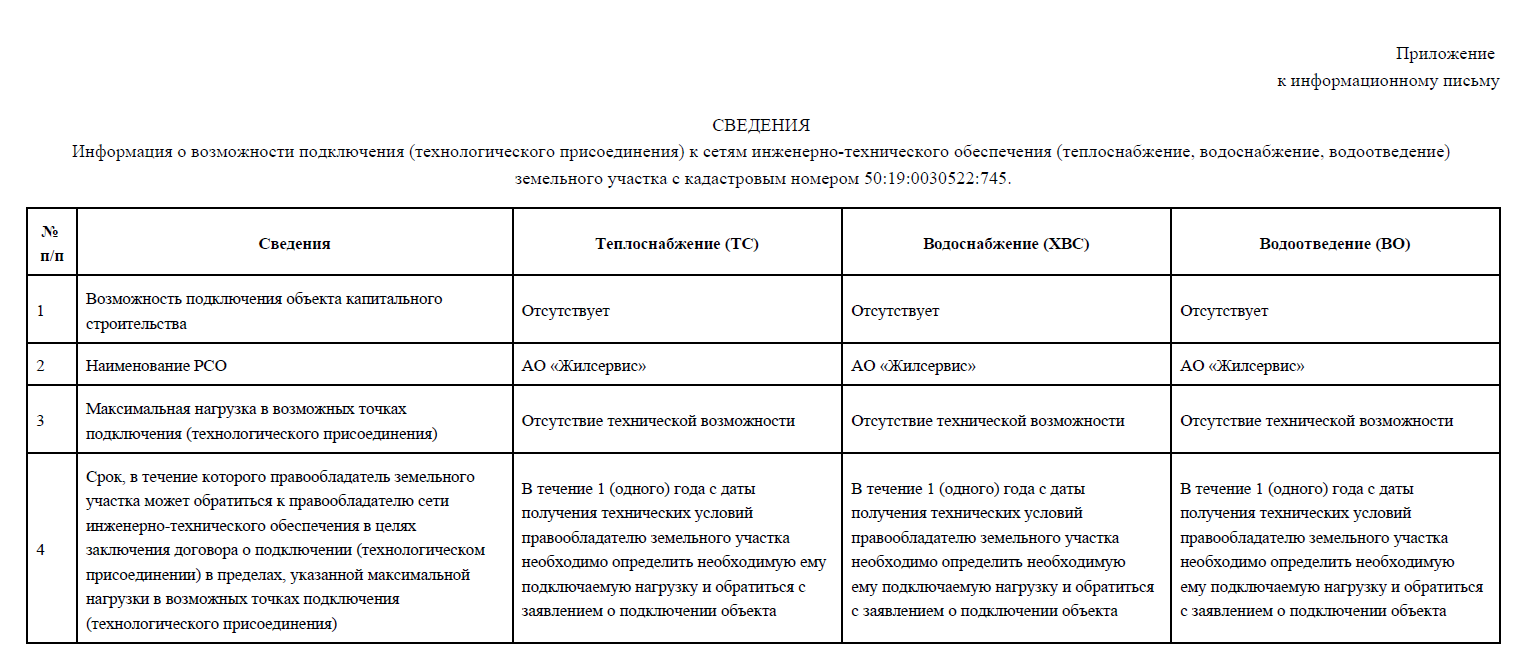 Приложение
к информационному письму
СВЕДЕНИЯ
Информация о возможности подключения (технологического присоединения) к сетям инженерно-технического обеспечения (теплоснабжение, водоснабжение, водоотведение)
земельного участка с кадастровым номером 50:19:0030522:745.
№
п/п
Сведения
Теплоснабжение (ТС)
Водоснабжение (ХВС)
Водоотведение (ВО)
1
Возможность подключения объекта капитального
строительства
Отсутствует
Отсутствует
Отсутствует
2
Наименование РСО
АО «Жилсервис»
АО «Жилсервис»
АО «Жилсервис»
3
Максимальная нагрузка в возможных точках
подключения (технологического присоединения)
Отсутствие технической возможности
Отсутствие технической возможности
Отсутствие технической возможности
4
Срок, в течение которого правообладатель земельного
участка может обратиться к правообладателю сети
инженерно-технического обеспечения в целях
заключения договора о подключении (технологическом
присоединении) в пределах, указанной максимальной
нагрузки в возможных точках подключения
(технологического присоединения)
В течение 1 (одного) года с даты
получения технических условий
правообладателю земельного участка
необходимо определить необходимую ему
подключаемую нагрузку и обратиться с
заявлением о подключении объекта
В течение 1 (одного) года с даты
получения технических условий
правообладателю земельного участка
необходимо определить необходимую
ему подключаемую нагрузку и обратиться
с заявлением о подключении объекта
В течение 1 (одного) года с даты
получения технических условий
правообладателю земельного участка
необходимо определить необходимую
ему подключаемую нагрузку и обратиться
с заявлением о подключении объекта